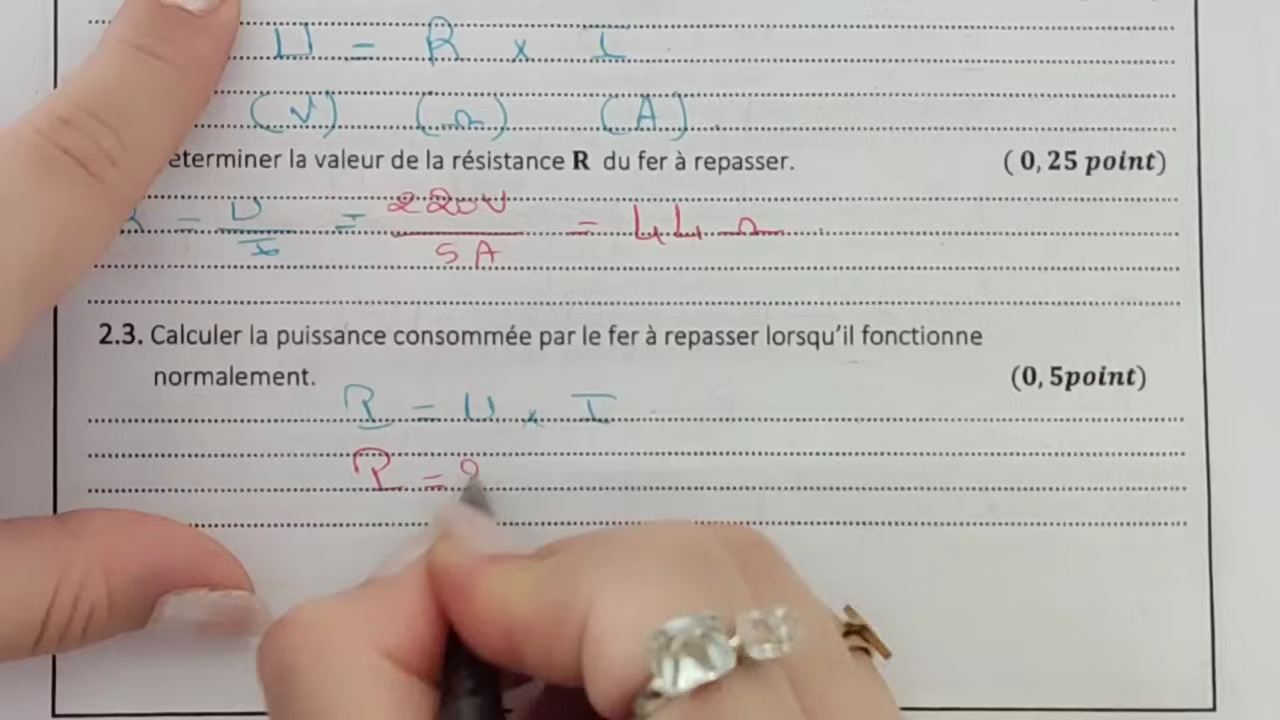 U = R x I
(V) (Ω) (A)
eterminer la valeur de la résistance R du fer à repasser. ( 0, 25 point)
= U/I = 220V/5A = 44 Ω
2.3. Calculer la puissance consommée par le fer à repasser lorsqu'il fonctionne
normalement. (0, 5point)
P = U x I
P =